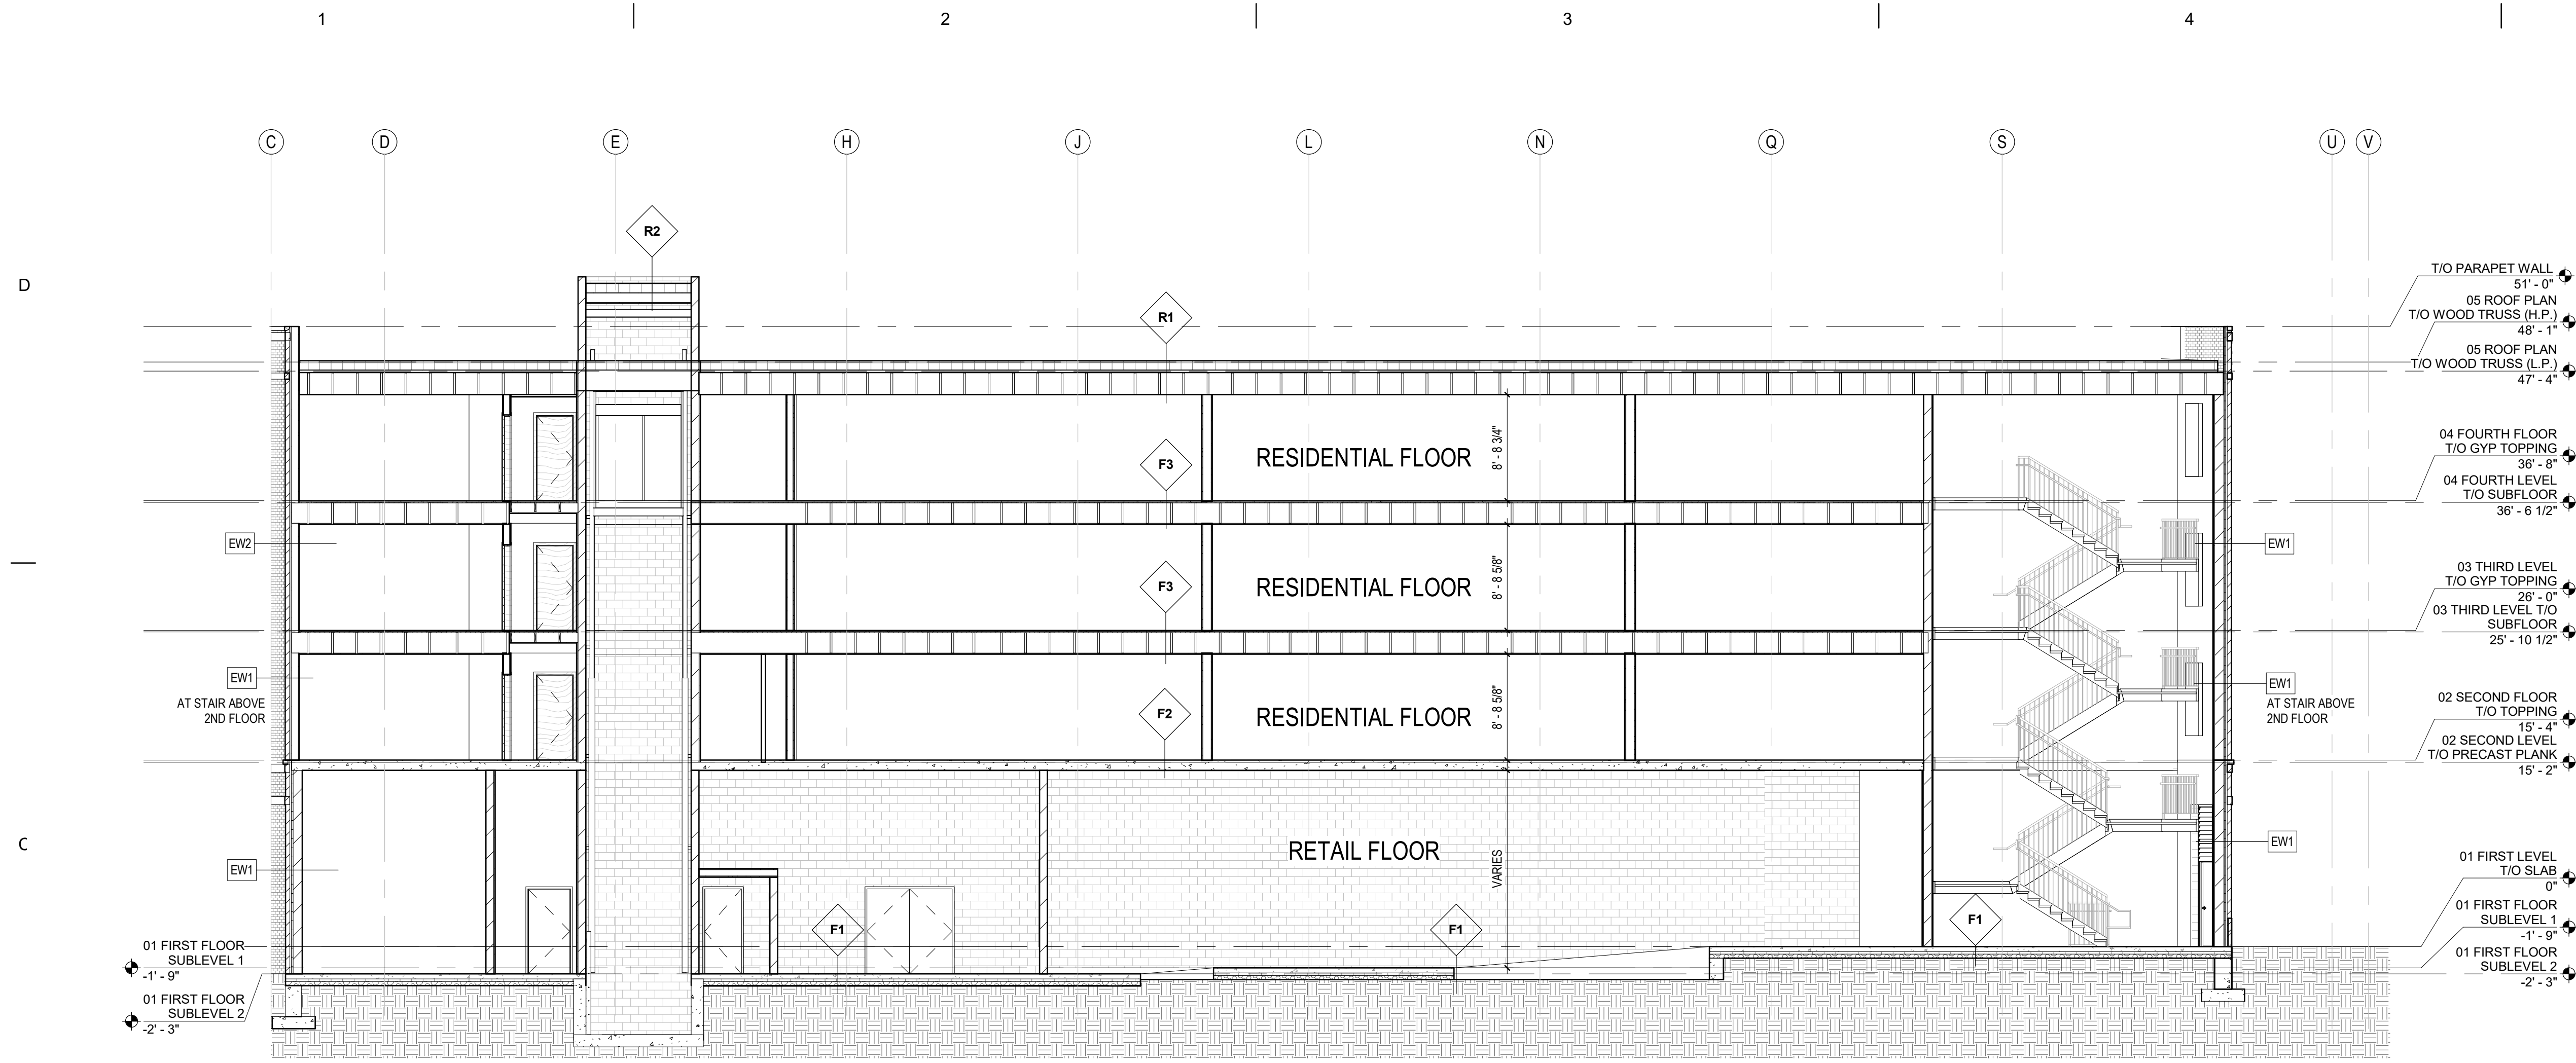 1
2
3
4
C
D
E
H
J
L
N
Q
S
U
V
R2
R1
D
T/O PARAPET WALL
51' - 0"
05 ROOF PLAN
T/O WOOD TRUSS (H.P.)
48' - 1"
05 ROOF PLAN
T/O WOOD TRUSS (L.P.)
47' - 4"
RESIDENTIAL FLOOR
8' - 8 3/4"
F3
04 FOURTH FLOOR
T/O GYP TOPPING
36' - 8"
04 FOURTH LEVEL
T/O SUBFLOOR
36' - 6 1/2"
EW2
EW1
F3
RESIDENTIAL FLOOR
8' - 8 5/8"
03 THIRD LEVEL
T/O GYP TOPPING
26' - 0"
03 THIRD LEVEL T/O
SUBFLOOR
25' - 10 1/2"
EW1
AT STAIR ABOVE
2ND FLOOR
F2
RESIDENTIAL FLOOR
8' - 8 5/8"
EW1
AT STAIR ABOVE
2ND FLOOR
02 SECOND FLOOR
T/O TOPPING
15' - 4"
02 SECOND LEVEL
T/O PRECAST PLANK
15' - 2"
C
EW1
RETAIL FLOOR
VARIES
EW1
F1
F1
F1
01 FIRST LEVEL
T/O SLAB
0"
01 FIRST FLOOR
SUBLEVEL 1
-1' - 9"
01 FIRST FLOOR
SUBLEVEL 2
-2' - 3"
01 FIRST FLOOR
SUBLEVEL 1
-1' - 9"
01 FIRST FLOOR
SUBLEVEL 2
-2' - 3"